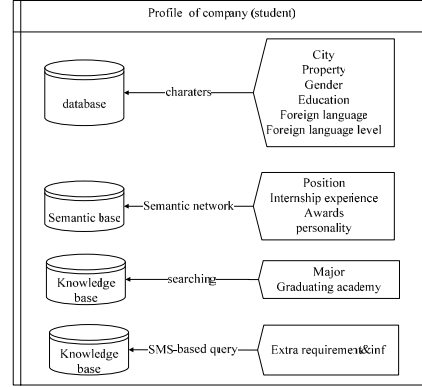 Profile of company (student)
City
Property
Gender
Education
Foreign language
Foreign language level
charaters
database
Position
Internship experience
Awards
personality
Semantic network
Semantic base
Major
Graduating academy
searching
Knowledge
base
Extra requirement&inf
SMS-based query
Knowledge
base